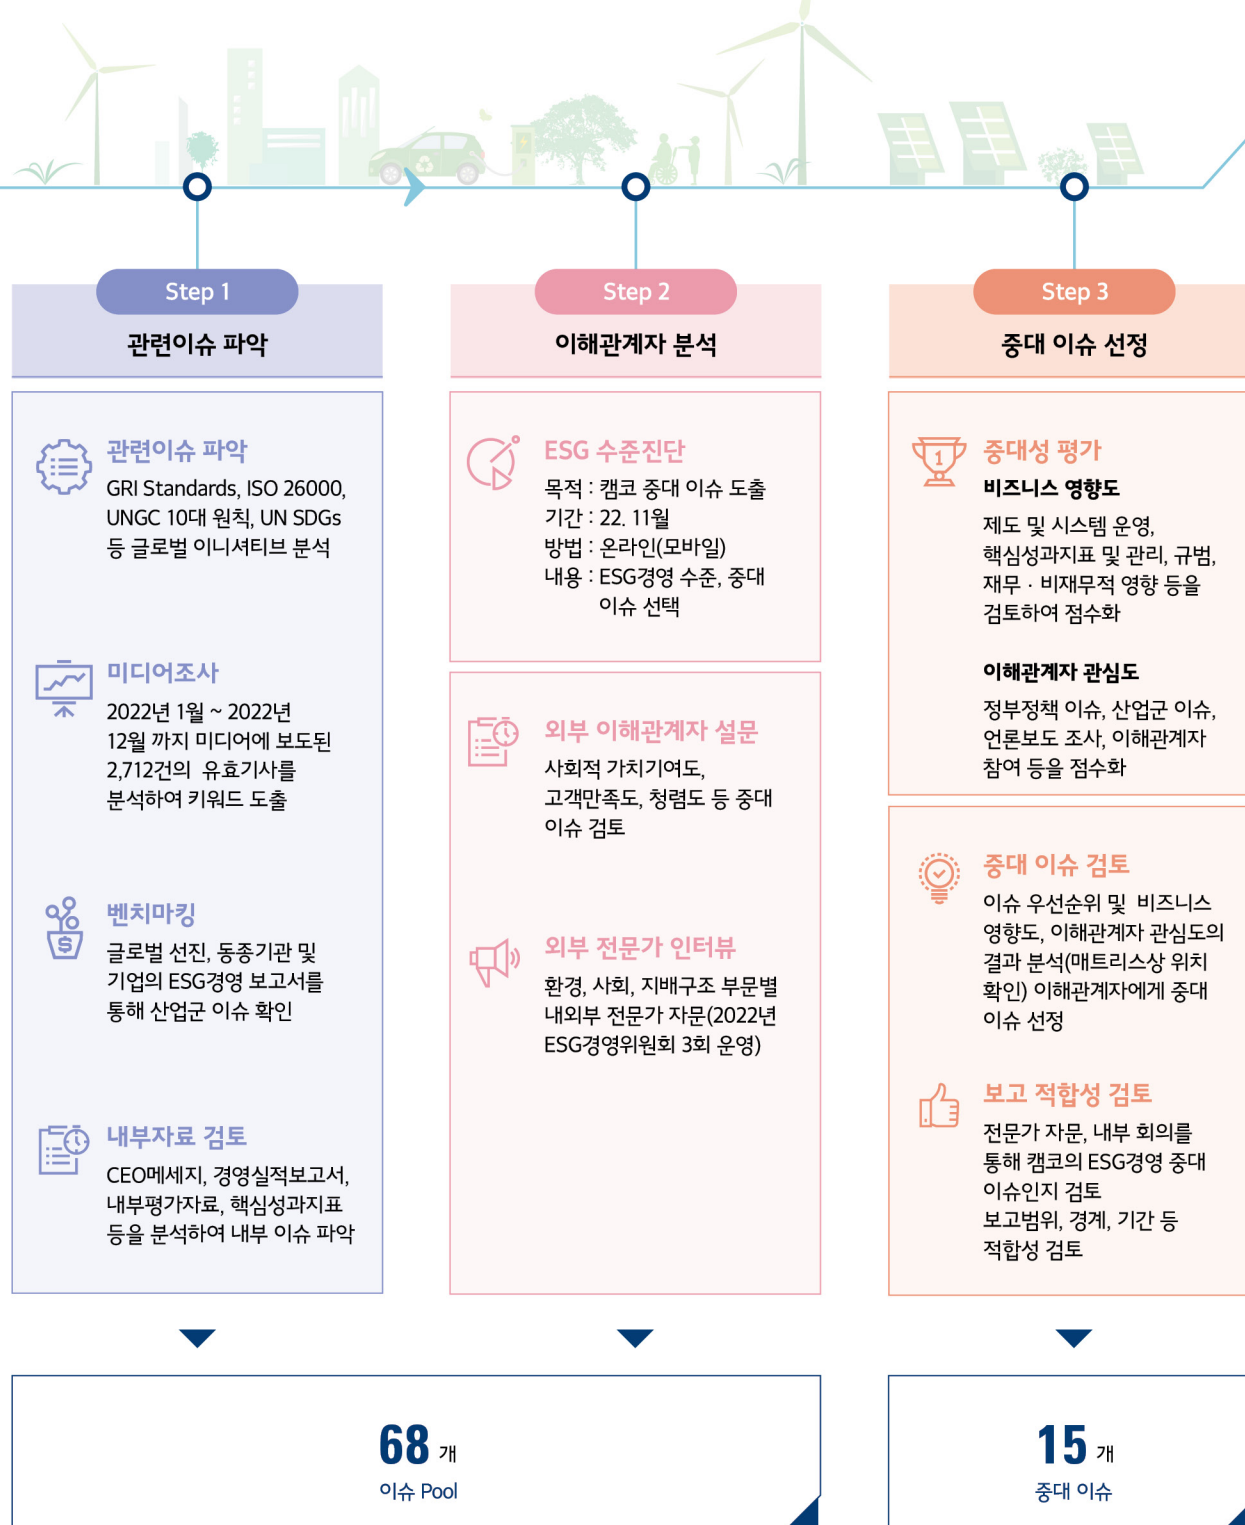 Step 1
관련이슈 파악
관련이슈 파악
GRI Standards, ISO 26000,
UNGC 10대 원칙, UN SDGs
등 글로벌 이니셔티브 분석
미디어조사
2022년 1월 ~ 2022년
12월 까지 미디어에 보도된
2,712건의 유효기사를
분석하여 키워드 도출
벤치마킹
글로벌 선진, 동종기관 및
기업의 ESG경영 보고서를
통해 산업군 이슈 확인
내부자료 검토
CEO메세지, 경영실적보고서,
내부평가자료, 핵심성과지표
등을 분석하여 내부 이슈 파악
Step 2
이해관계자 분석
ESG 수준진단
목적 : 캠코 중대 이슈 도출
기간 : 22. 11월
방법 : 온라인(모바일)
내용 : ESG경영 수준, 중대
이슈 선택
외부 이해관계자 설문
사회적 가치기여도,
고객만족도, 청렴도 등 중대
이슈 검토
외부 전문가 인터뷰
환경, 사회, 지배구조 부문별
내외부 전문가 자문(2022년
ESG경영위원회 3회 운영)
68 개
이슈 Pool
Step 3
중대 이슈 선정
1
중대성 평가
비즈니스 영향도
제도 및 시스템 운영,
핵심성과지표 및 관리, 규범,
재무 · 비재무적 영향 등을
검토하여 점수화
이해관계자 관심도
정부정책 이슈, 산업군 이슈,
언론보도 조사, 이해관계자
참여 등을 점수화
중대 이슈 검토
이슈 우선순위 및 비즈니스
영향도, 이해관계자 관심도의
결과 분석(매트리스상 위치
확인) 이해관계자에게 중대
이슈 선정
보고 적합성 검토
전문가 자문, 내부 회의를
통해 캠코의 ESG경영 중대
이슈인지 검토
보고범위, 경계, 기간 등
적합성 검토
15 개
중대 이슈